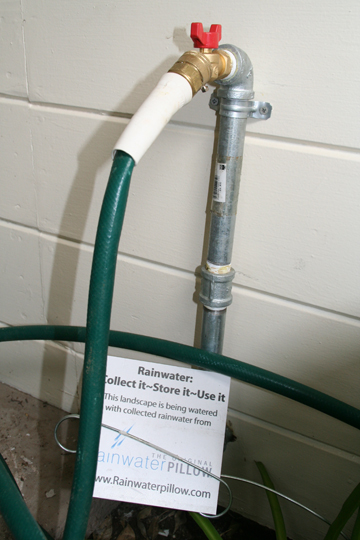 Rainwater:
Collect it~Store it~Use it
This landscape is being watered
with collected rainwater from
THE ORIGINAL
rainwaterPILLOW
www.Rainwaterpillow.com